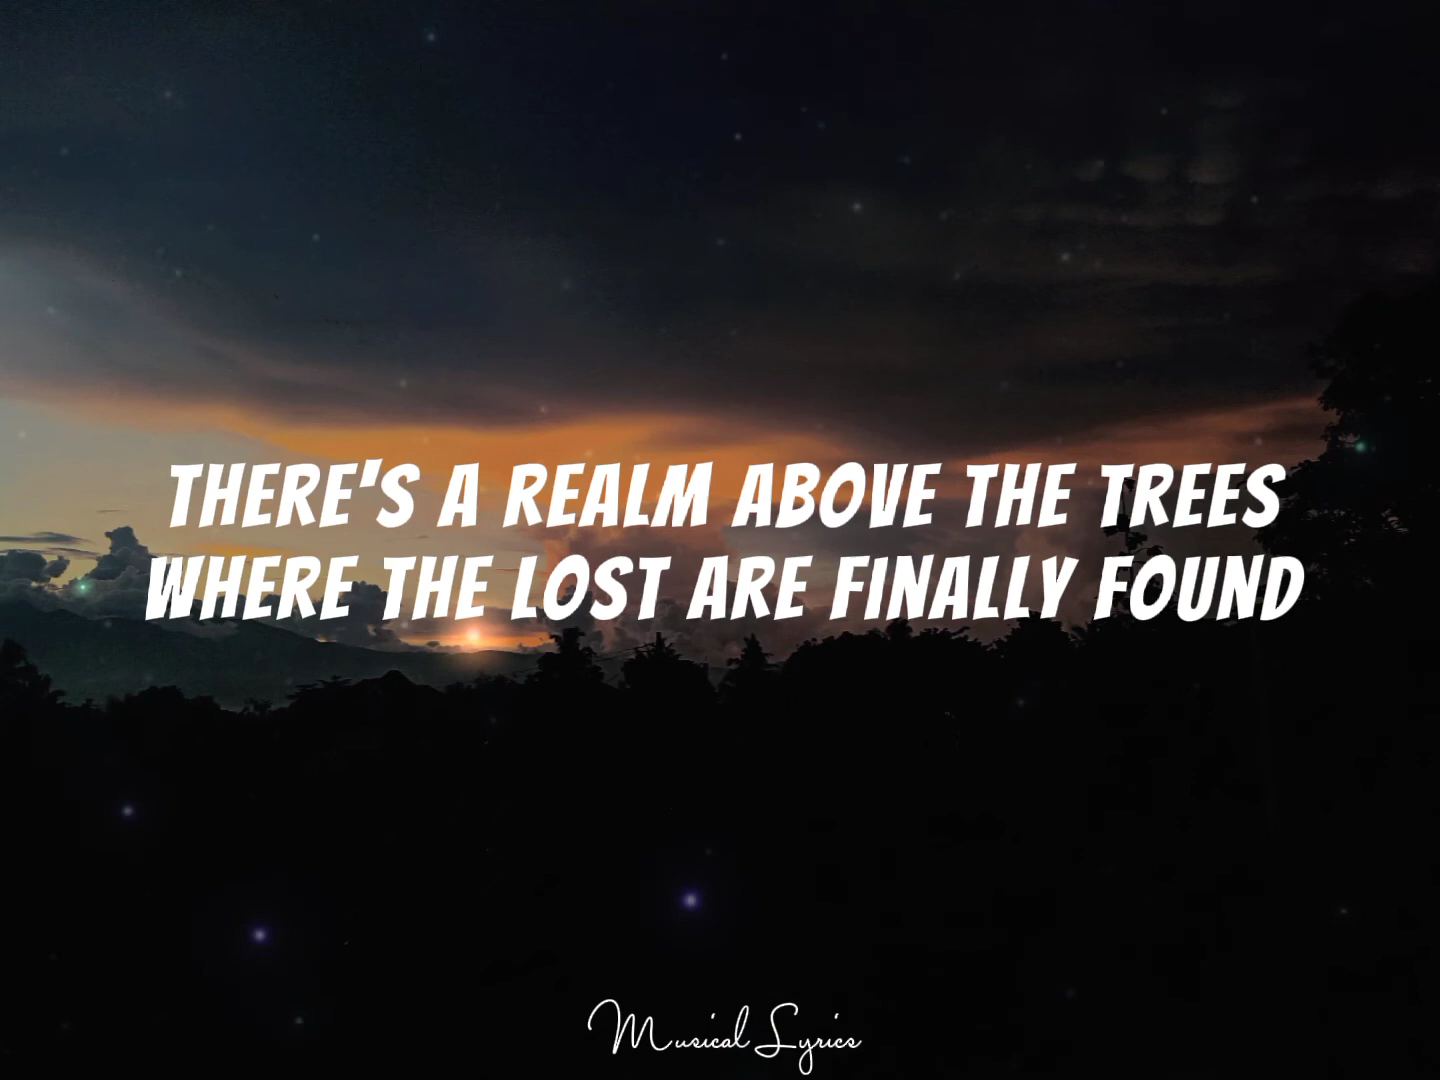 THERE'S A REALM ABOVE THE TREES
WHERE THE LOST ARE FINALLY FOUND
Musical Lyrics